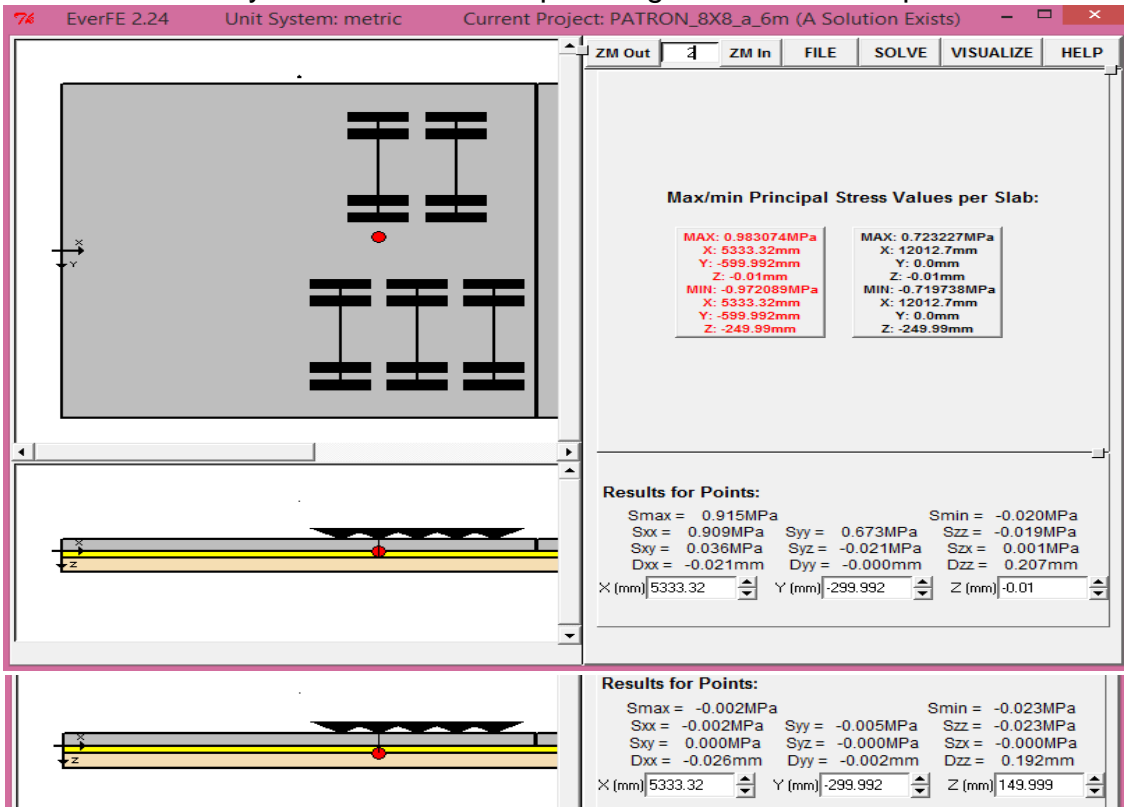 EverFE 2.24 Unit System: metric Current Project: PATRON_8X8_a_6m (A Solution Exists)
ZM Out 2 ZM In FILE SOLVE VISUALIZE HELP
X
Y
Max/min Principal Stress Values per Slab:
MAX: 0.983074MPa
X: 5333.32mm
Y: -599.992mm
Z: -0.01mm
MIN: -0.972089MPa
X: 5333.32mm
Y: -599.992mm
Z: -249.99mm
MAX: 0.723227MPa
X: 12012.7mm
Y: 0.0mm
Z: -0.01mm
MIN: -0.719738MPa
X: 12012.7mm
Y: 0.0mm
Z: -249.99mm
X
Z
Results for Points:
Smax = 0.915MPa Smin = -0.020MPa
Sxx = 0.909MPa Syy = 0.673MPa Szz = -0.019MPa
Sxy = 0.036MPa Syz = -0.021MPa Szx = 0.001MPa
Dxx = -0.021mm Dyy = -0.000mm Dzz = 0.207mm
X (mm) 5333.32 Y (mm) -299.992 Z (mm) -0.01
X
Z
Results for Points:
Smax = -0.002MPa Smin = -0.023MPa
Sxx = -0.002MPa Syy = -0.005MPa Szz = -0.023MPa
Sxy = 0.000MPa Syz = -0.000MPa Szx = -0.000MPa
Dxx = -0.026mm Dyy = -0.002mm Dzz = 0.192mm
X (mm) 5333.32 Y (mm) -299.992 Z (mm) 149.999